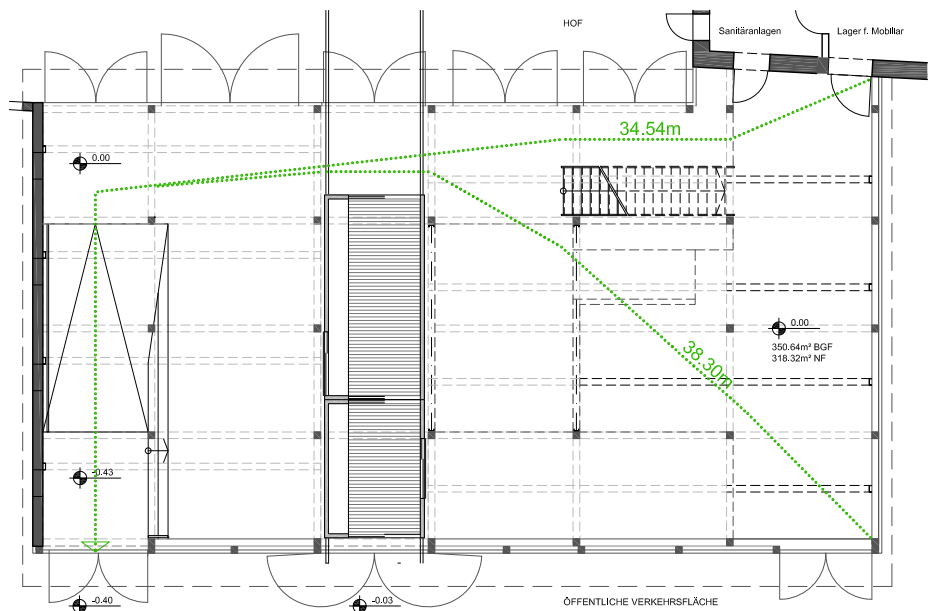 HOF
Sanitäranlagen
Lager f. Mobiliar
34.54m
0.00
0.00
350.64m² BGF
318.32m² NF
38.30m
-0.43
-0.40
-0.03
ÖFFENTLICHE VERKEHRSFLÄCHE